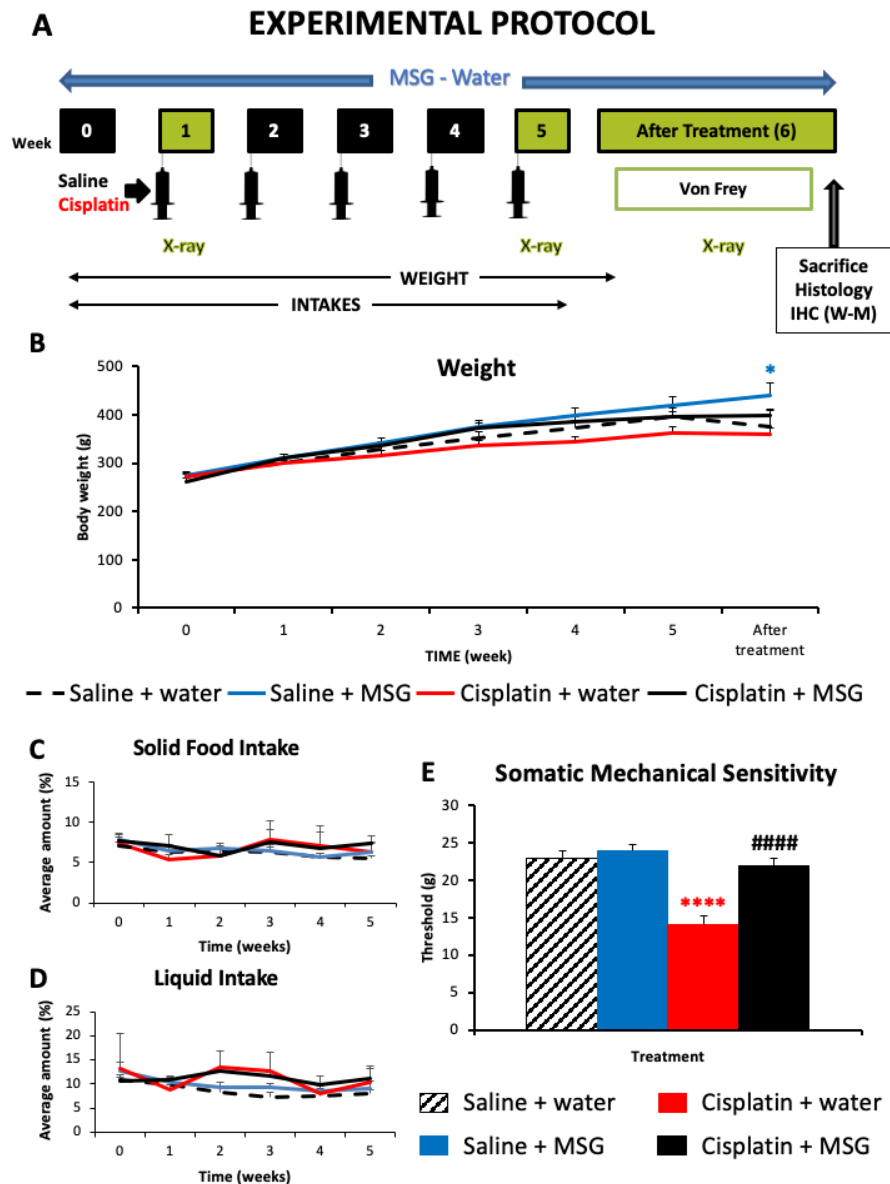 A
EXPERIMENTAL PROTOCOL
MSG - Water
Week
0
1
2
3
4
5
After Treatment (6)
Saline
Cisplatin
Von Frey
X-ray
X-ray
X-ray
WEIGHT
INTAKES
Sacrifice
Histology
IHC (W-M)
B
Weight
500
400
300
200
100
0
Body weight (g)
*
0 1 2 3 4 5 After
treatment
TIME (week)
Saline + water Saline + MSG Cisplatin + water Cisplatin + MSG
C
Solid Food Intake
15
10
5
0
Average amount (%)
0 1 2 3 4 5
Time (weeks)
D
Liquid Intake
25
20
15
10
5
0
Average amount (%)
0 1 2 3 4 5
Time (weeks)
E
Somatic Mechanical Sensitivity
30
25
20
15
10
5
0
Threshold (g)
****
####
Treatment
Saline + water
Cisplatin + water
Saline + MSG
Cisplatin + MSG